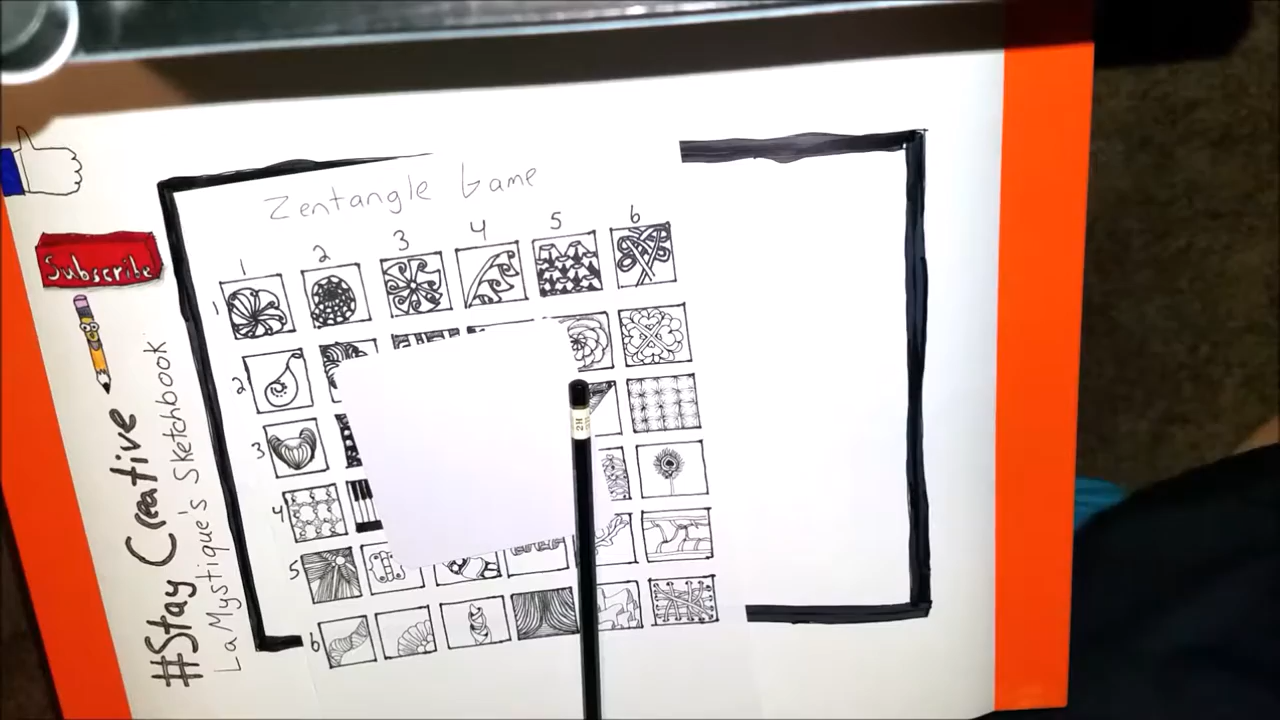 Zentangle Game
1 2 3 4 5 6
1
2
3
4
5
6
Subscribe
#Stay Creative
LaMystique's Sketchbook
2H